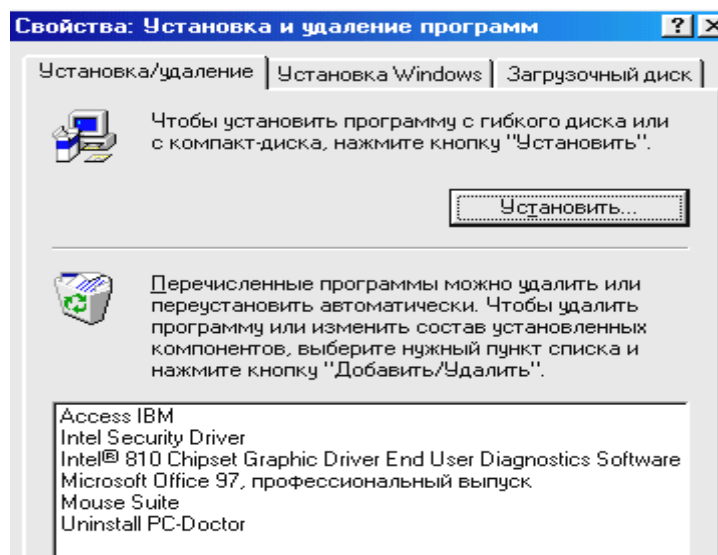 Свойства: Установка и удаление программ
Установка/удаление Установка Windows Загрузочный диск
Чтобы установить программу с гибкого диска или
с компакт-диска, нажмите кнопку "Установить".
Установить...
Перечисленные программы можно удалить или
переустановить автоматически. Чтобы удалить
программу или изменить состав установленных
компонентов, выберите нужный пункт списка и
нажмите кнопку "Добавить/Удалить".
Access IBM
Intel Security Driver
Intel® 810 Chipset Graphic Driver End User Diagnostics Software
Microsoft Office 97, профессиональный выпуск
Mouse Suite
Uninstall PC-Doctor